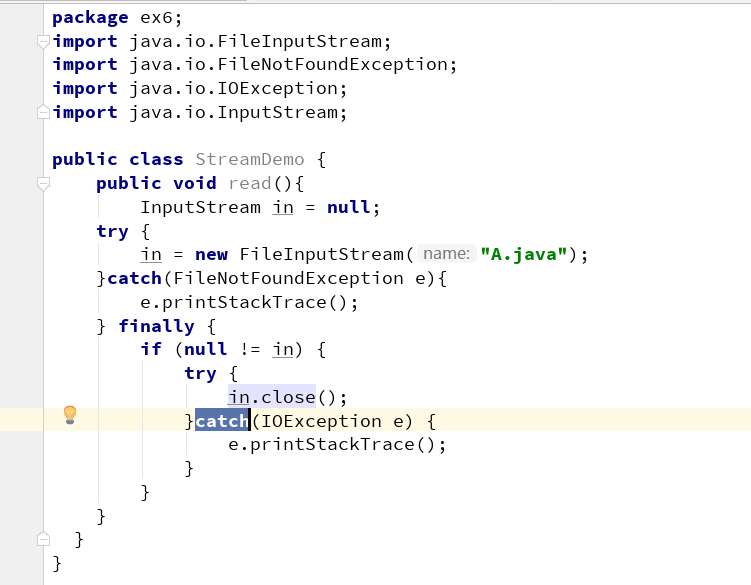 package ex6;
import java.io.FileInputStream;
import java.io.FileNotFoundException;
import java.io.IOException;
import java.io.InputStream;

public class StreamDemo {
    public void read(){
        InputStream in = null;
    try {
        in = new FileInputStream( name: "A.java");
    }catch(FileNotFoundException e){
        e.printStackTrace();
    } finally {
        if (null != in) {
            try {
                in.close();
            }catch(IOException e) {
                e.printStackTrace();
            }
        }
    }
  }
}